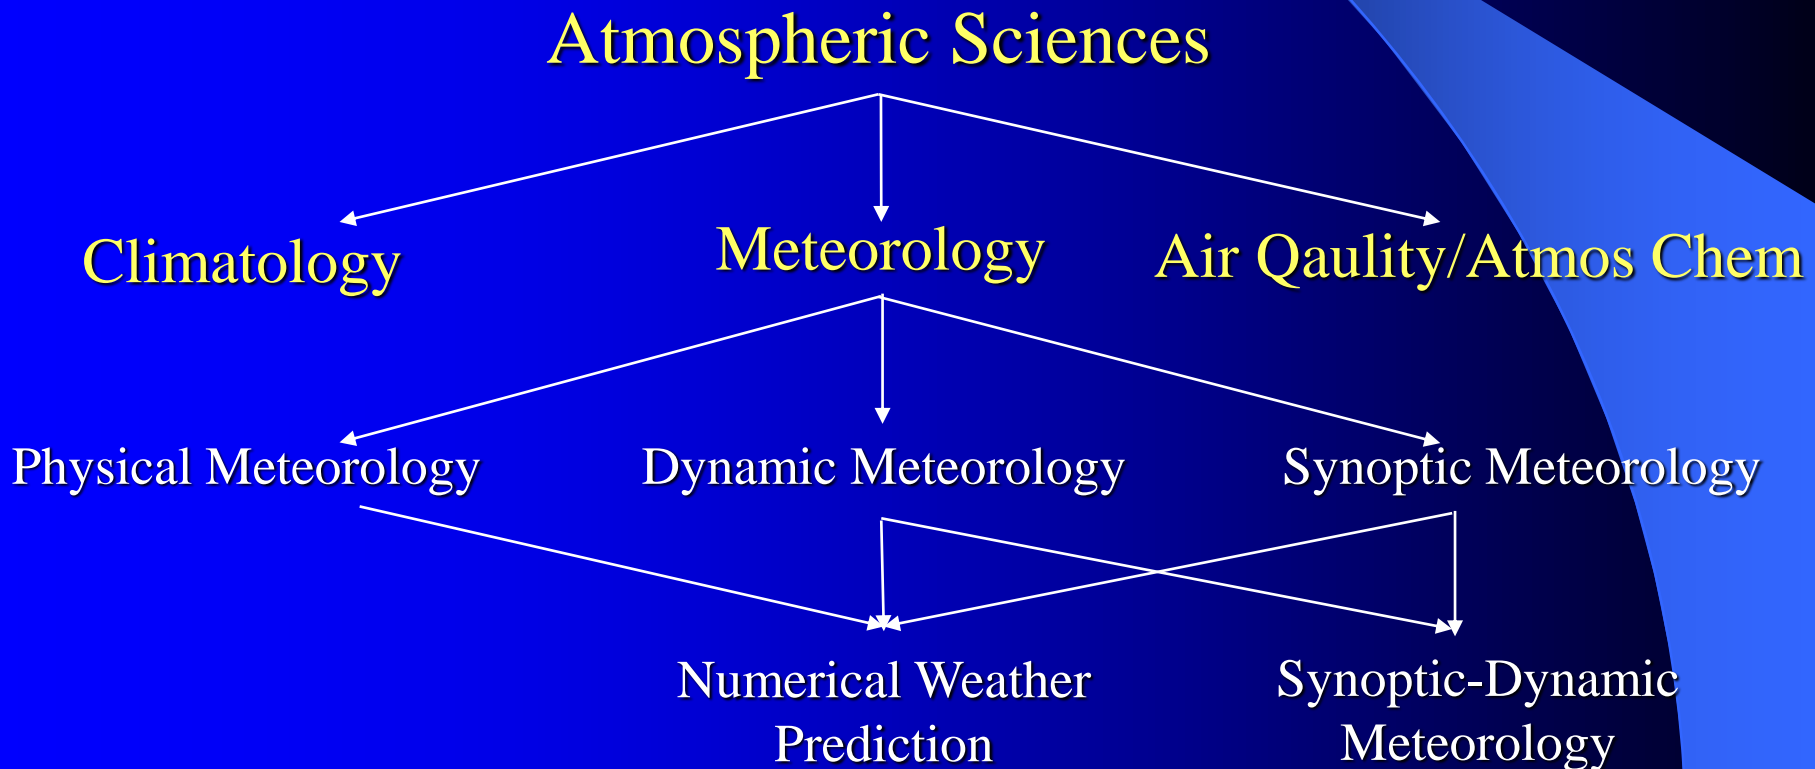 Atmospheric Sciences
Climatology
Meteorology
Air Qaulity/Atmos Chem
Physical Meteorology
Dynamic Meteorology
Synoptic Meteorology
Numerical Weather
Prediction
Synoptic-Dynamic
Meteorology